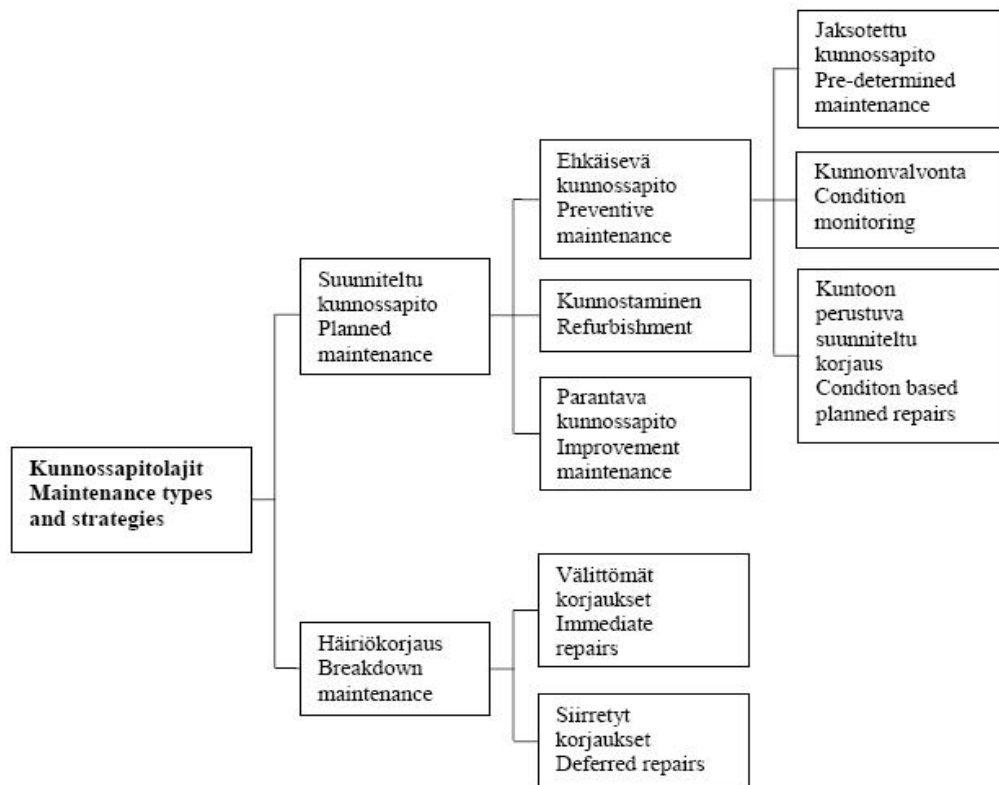 Kunnossapitolajit
Maintenance types
and strategies
Suunniteltu
kunnossapito
Planned
maintenance
Ehkäisevä
kunnossapito
Preventive
maintenance
Jaksotettu
kunnossapito
Pre-determined
maintenance
Kunnonvalvonta
Condition
monitoring
Kuntoon
perustuva
suunniteltu
korjaus
Conditon based
planned repairs
Kunnostaminen
Refurbishment
Parantava
kunnossapito
Improvement
maintenance
Häiriökorjaus
Breakdown
maintenance
Välittömät
korjaukset
Immediate
repairs
Siirretyt
korjaukset
Deferred repairs